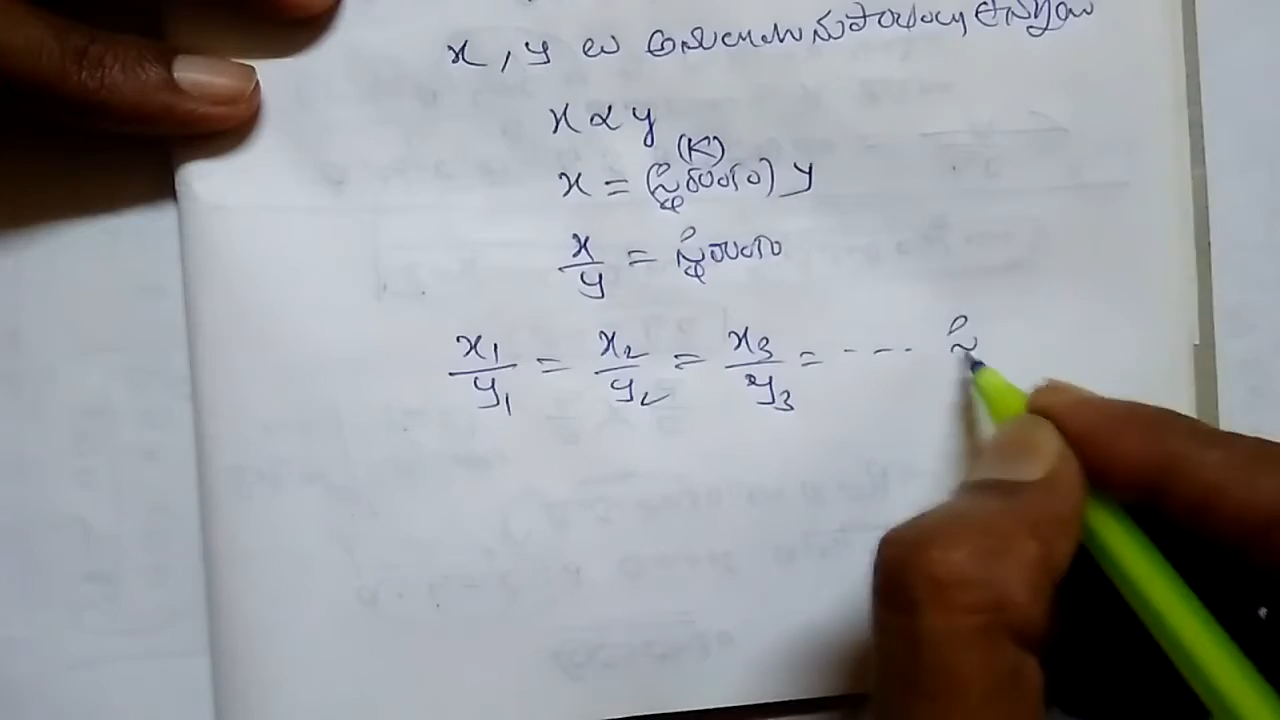 x, y ల
x ∝ y
(K)
x = (స్థిరాంకం) y
x/y = స్థిరాంకం
x₁/y₁ = x₂/y₂ = x₃/y₃ = ---- సి